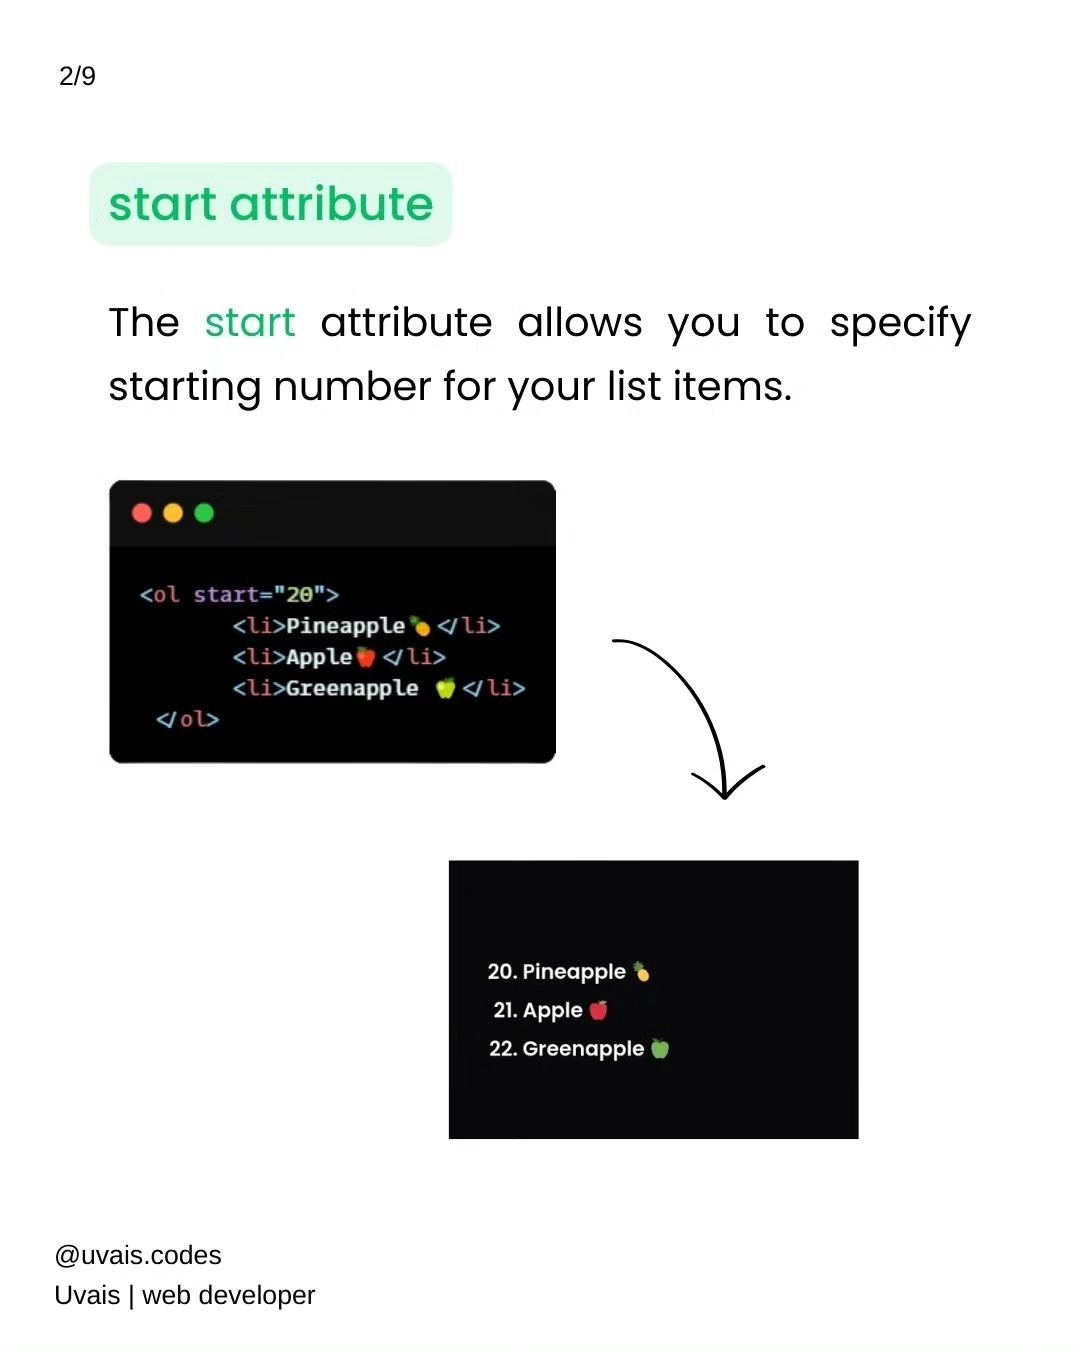 2/9
start attribute
The start attribute allows you to specify
starting number for your list items.
<ol start="20">
<li>Pineapple🍍</li>
<li>Apple🍎</li>
<li>Greenapple 🍏</li>
</ol>
20. Pineapple 🍍
21. Apple 🍎
22. Greenapple 🍏
@uvais.codes
Uvais | web developer